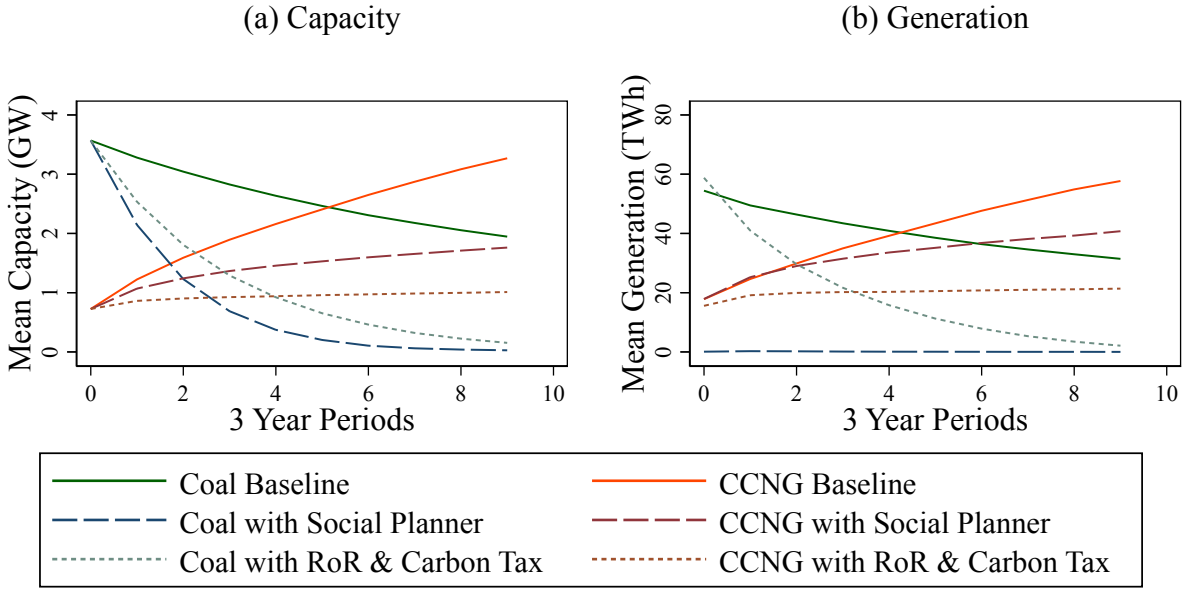 (a) Capacity
Mean Capacity (GW)
4
3
2
1
0
0 2 4 6 8 10
3 Year Periods
(b) Generation
Mean Generation (TWh)
80
60
40
20
0
0 2 4 6 8 10
3 Year Periods
Coal Baseline
CCNG Baseline
Coal with Social Planner
CCNG with Social Planner
Coal with RoR & Carbon Tax
CCNG with RoR & Carbon Tax